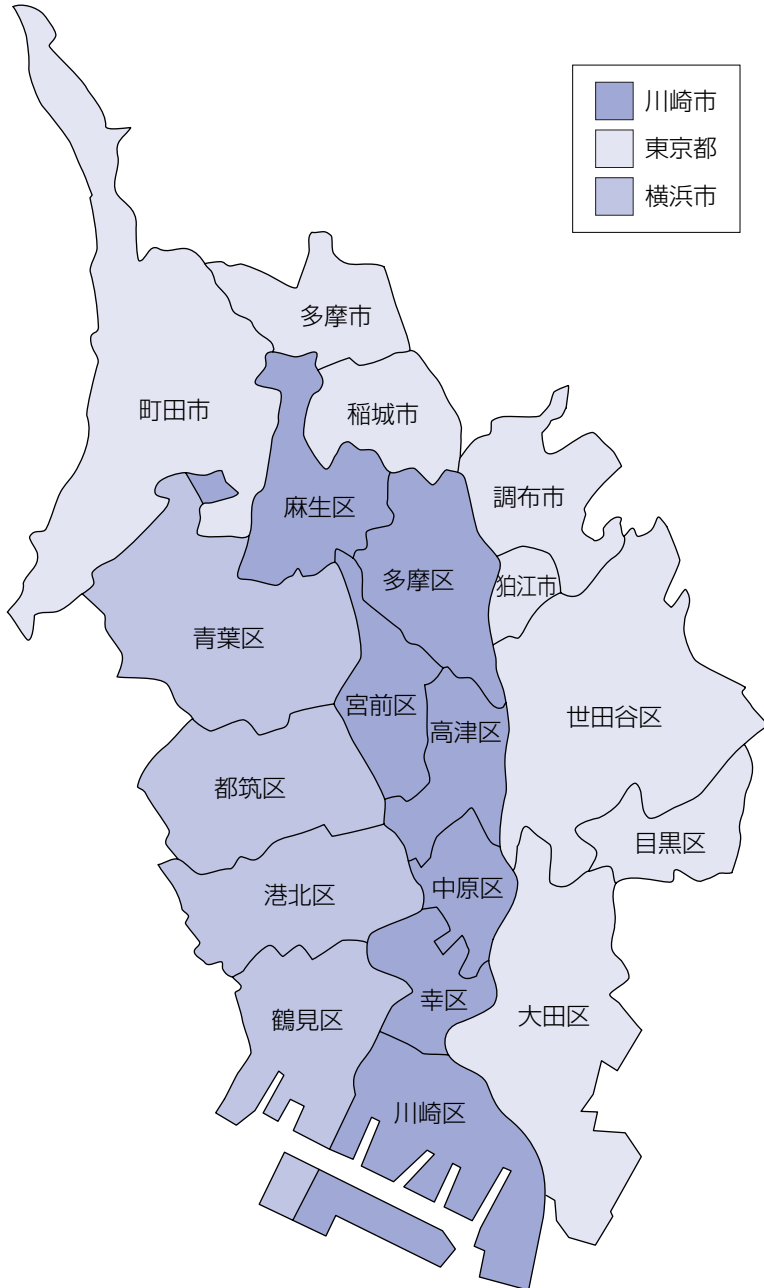 川崎市
東京都
横浜市
多摩市
町田市
稲城市
調布市
麻生区
多摩区
狛江市
青葉区
宮前区
高津区
世田谷区
都筑区
目黒区
港北区
中原区
幸区
大田区
鶴見区
川崎区